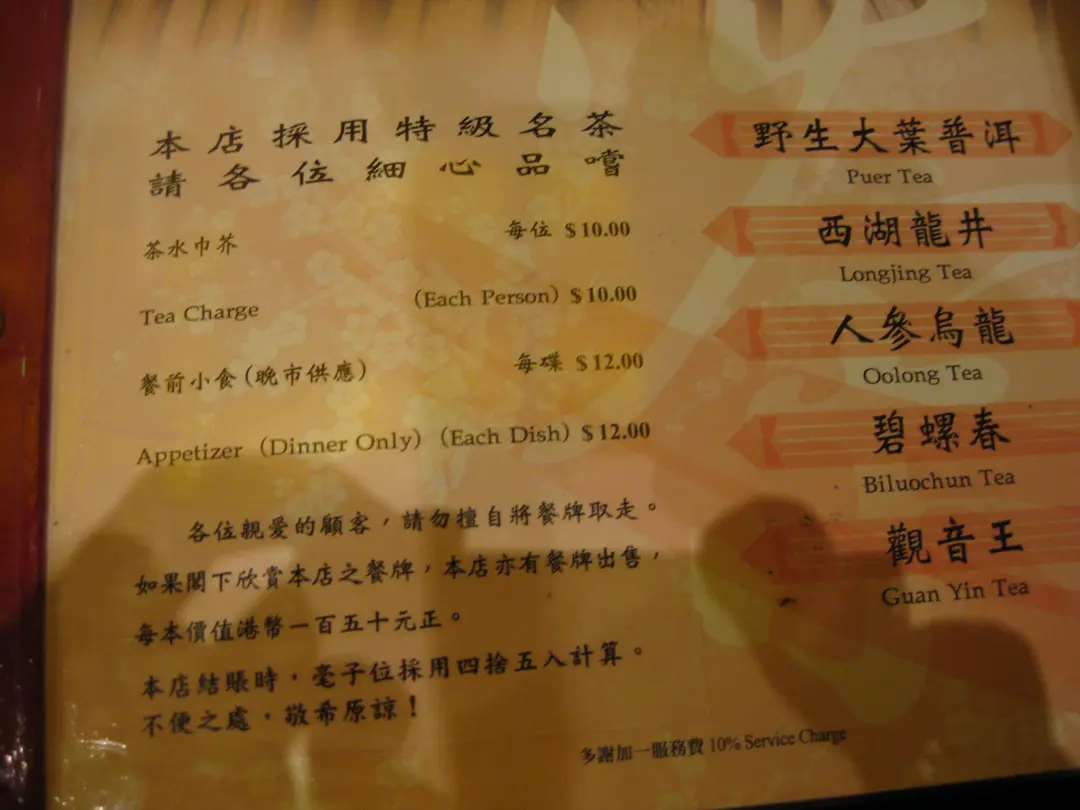 本店採用特級名茶
請各位細心品嚐
茶水巾芥 每位 $10.00
Tea Charge (Each Person) $10.00
餐前小食(晚市供應) 每碟 $12.00
Appetizer (Dinner Only) (Each Dish) $12.00
各位親愛的顧客，請勿擅自將餐牌取走。
如果閣下欣賞本店之餐牌，本店亦有餐牌出售，
每本價值港幣一百五十元正。
本店結賬時，毫子位採用四捨五入計算。
不便之處，敬希原諒！
野生大葉普洱
Puer Tea
西湖龍井
Longjing Tea
人參烏龍
Oolong Tea
碧螺春
Biluochun Tea
觀音王
Guan Yin Tea
多謝加一服務費 10% Service Charge